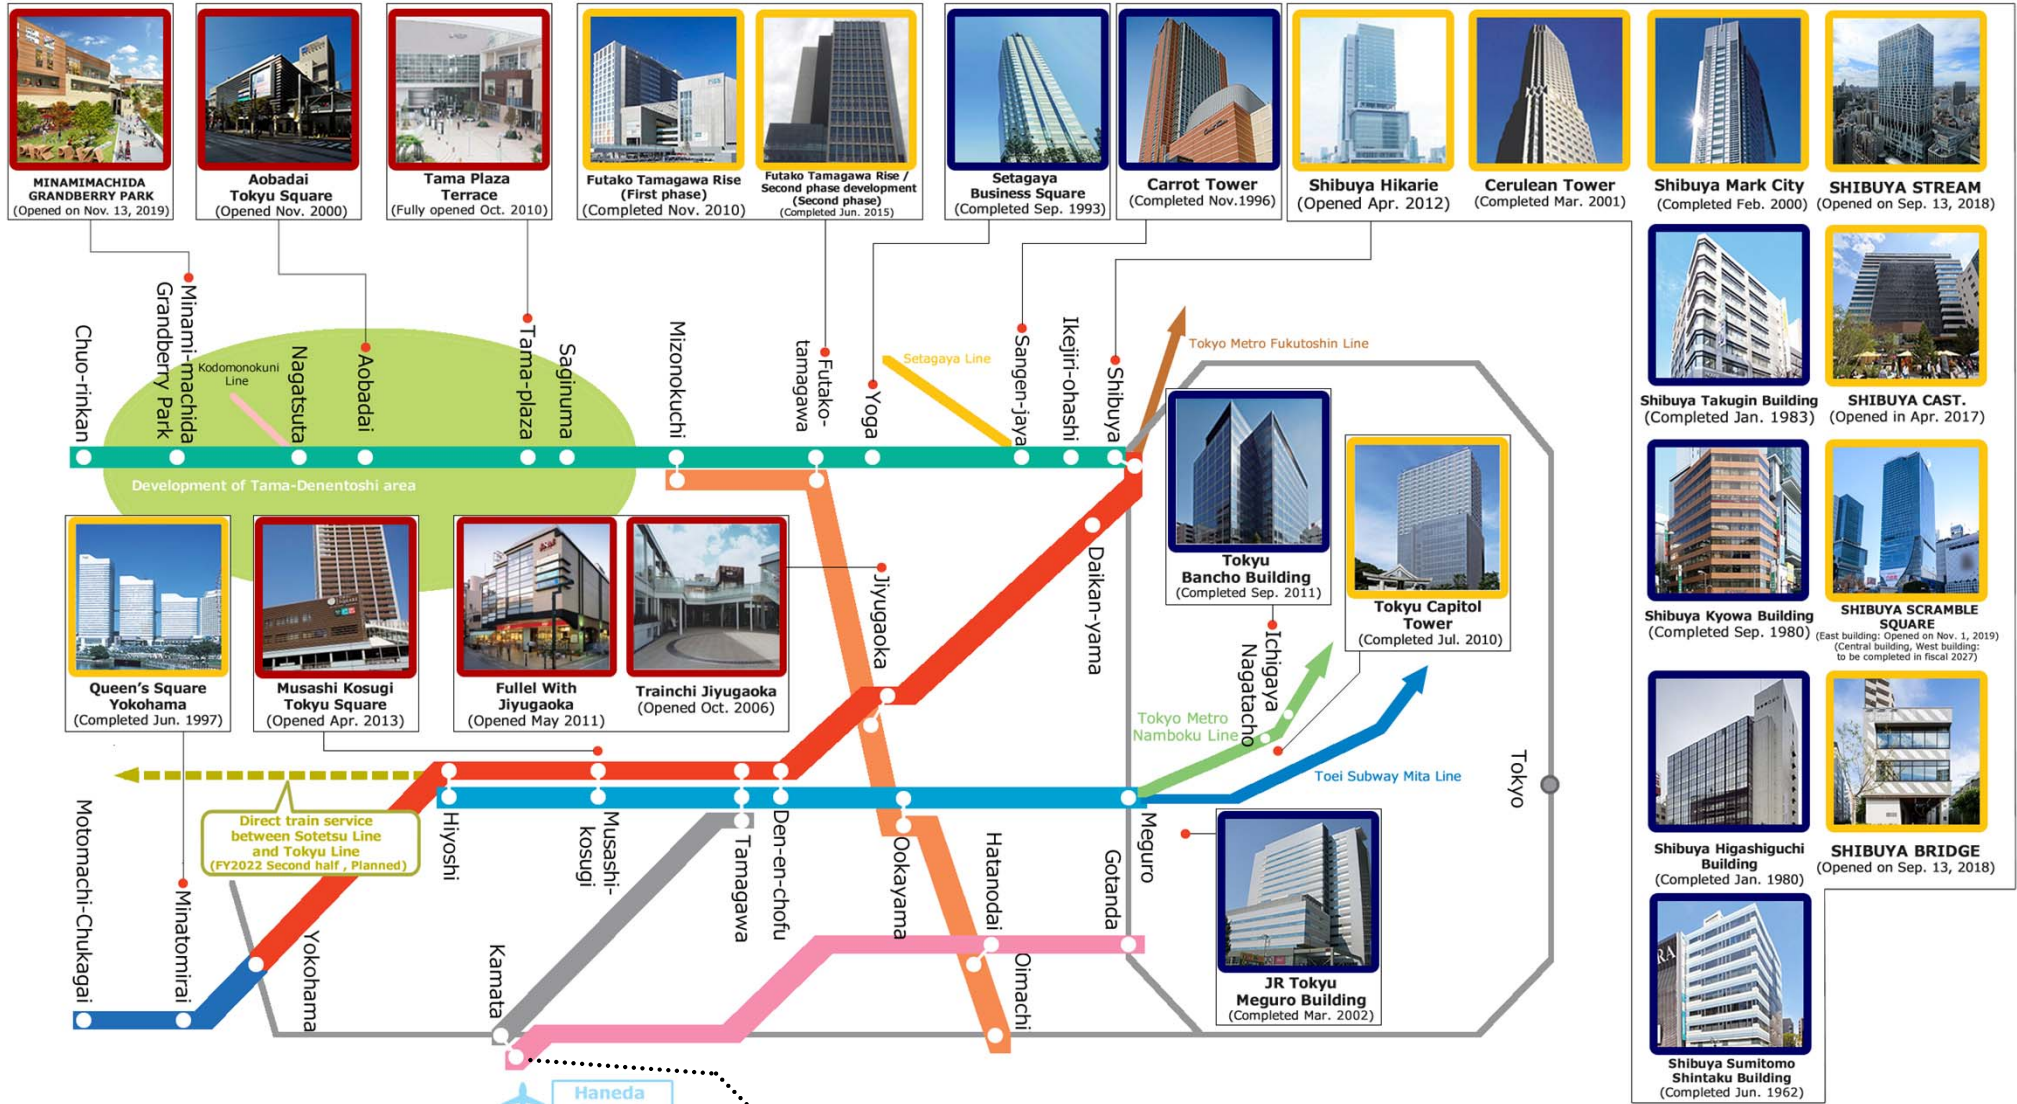 MINAMIMACHIDA
GRANDBERRY PARK
(Opened on Nov. 13, 2019)
Aobadai
Tokyu Square
(Opened Nov. 2000)
Tama Plaza
Terrace
(Fully opened Oct. 2010)
Futako Tamagawa Rise
(First phase)
(Completed Nov. 2010)
Futako Tamagawa Rise /
Second phase development
(Second phase)
(Completed Jun. 2015)
Setagaya
Business Square
(Completed Sep. 1993)
Carrot Tower
(Completed Nov.1996)
Shibuya Hikarie
(Opened Apr. 2012)
Cerulean Tower
(Completed Mar. 2001)
Shibuya Mark City
(Completed Feb. 2000)
SHIBUYA STREAM
(Opened on Sep. 13, 2018)
Shibuya Takugin Building
(Completed Jan. 1983)
SHIBUYA CAST.
(Opened in Apr. 2017)
Shibuya Kyowa Building
(Completed Sep. 1980)
SHIBUYA SCRAMBLE
SQUARE
(East building: Opened on Nov. 1, 2019)
(Central building, West building:
to be completed in fiscal 2027)
Shibuya Higashiguchi
Building
(Completed Jan. 1980)
SHIBUYA BRIDGE
(Opened on Sep. 13, 2018)
Shibuya Sumitomo
Shintaku Building
(Completed Jun. 1962)
Chuo-rinkan
Minami-machida
Grandberry Park
Kodomonokuni
Line
Nagatsuta
Aobadai
Tama-plaza
Saginuma
Mizonokuchi
Futako-
tamagawa
Yoga
Setagaya Line
Sangen-jaya
Ikejiri-ohashi
Shibuya
Tokyo Metro Fukutoshin Line
Development of Tama-Denentoshi area
Queen's Square
Yokohama
(Completed Jun. 1997)
Musashi Kosugi
Tokyu Square
(Opened Apr. 2013)
Fullel With
Jiyugaoka
(Opened May 2011)
Trainchi Jiyugaoka
(Opened Oct. 2006)
Jiyugaoka
Daikan-yama
Tokyu
Bancho Building
(Completed Sep. 2011)
Tokyu Capitol
Tower
(Completed Jul. 2010)
Ichigaya
Nagatacho
Tokyo Metro
Namboku Line
Toei Subway Mita Line
Tokyo
Direct train service
between Sotetsu Line
and Tokyu Line
(FY2022 Second half , Planned)
Motomachi-Chukagai
Minatomirai
Yokohama
Hiyoshi
Musashi-
kosugi
Tamagawa
Den-en-chofu
Ookayama
Hatanodai
Oimachi
Gotanda
Meguro
Kamata
JR Tokyu
Meguro Building
(Completed Mar. 2002)
Haneda